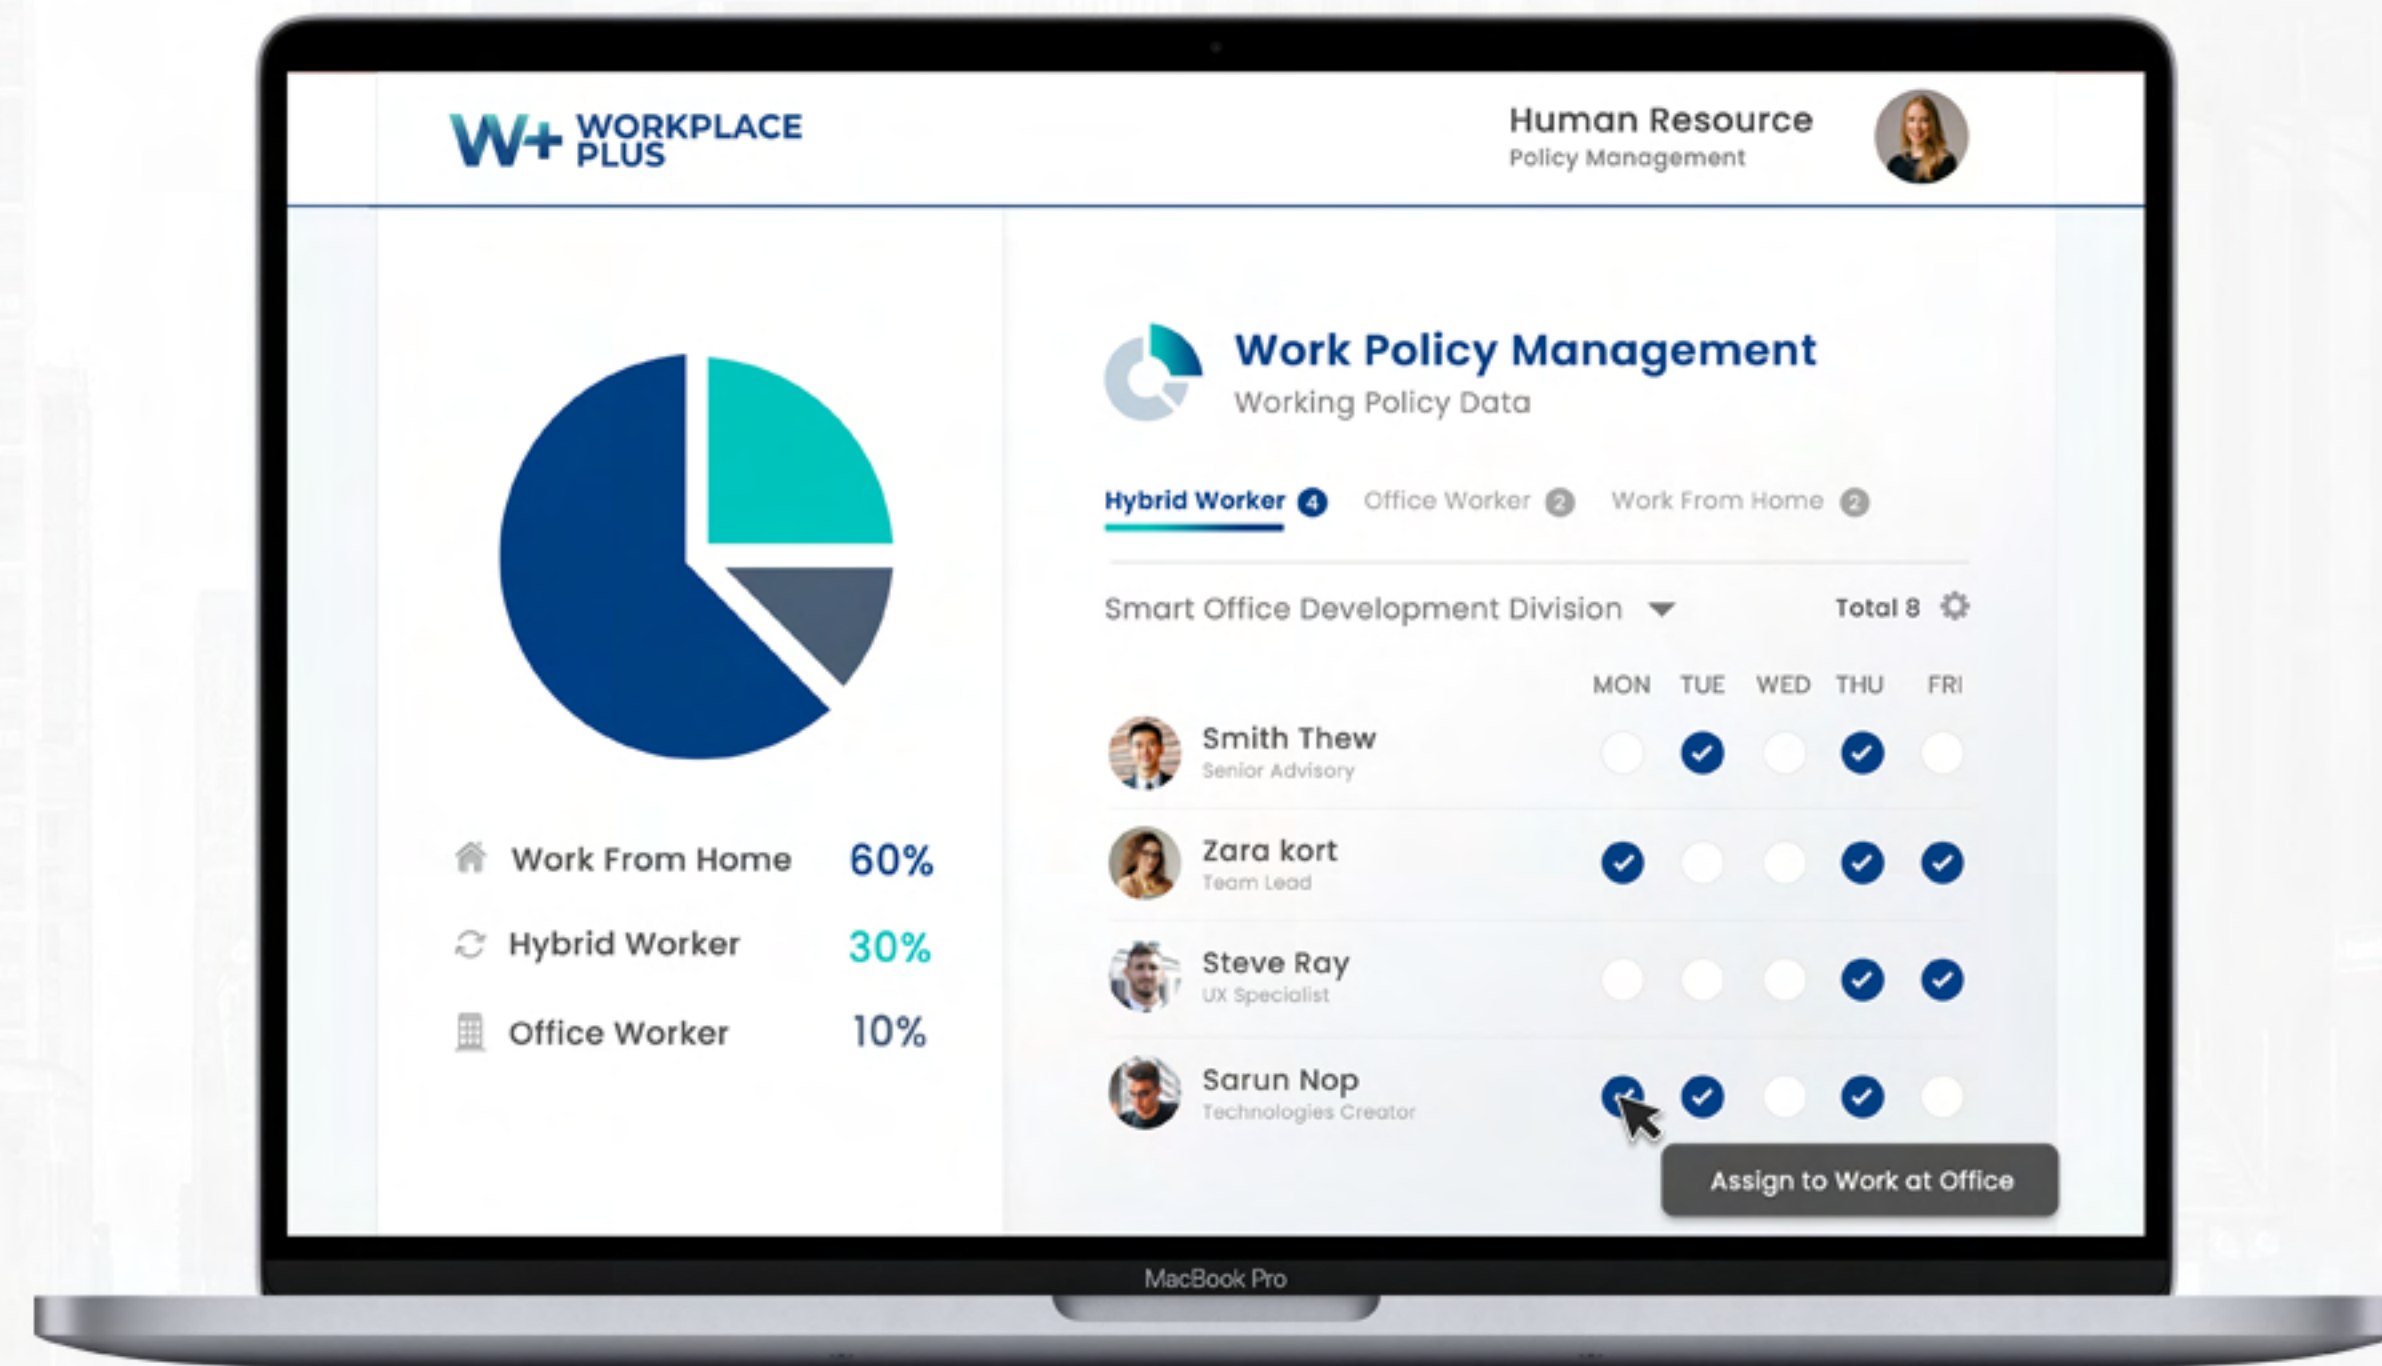 W+ WORKPLACE
PLUS
Human Resource
Policy Management
Work From Home 60%
Hybrid Worker 30%
Office Worker 10%
Work Policy Management
Working Policy Data
Hybrid Worker 4 Office Worker 2 Work From Home 2
Smart Office Development Division Total 8
MON TUE WED THU FRI
Smith Thew
Senior Advisory
Zara kort
Team Lead
Steve Ray
UX Specialist
Sarun Nop
Technologies Creator
Assign to Work at Office
MacBook Pro